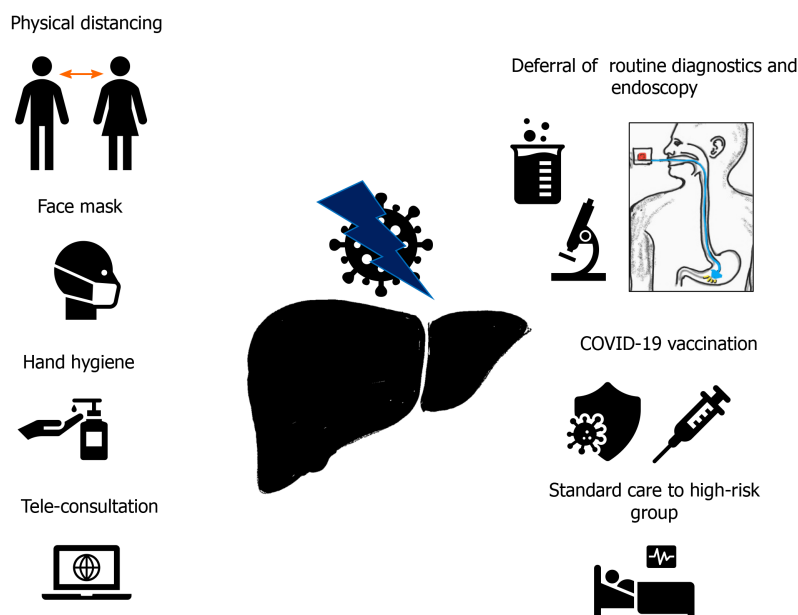 Physical distancing
Face mask
Hand hygiene
Tele-consultation
Deferral of routine diagnostics and
endoscopy
COVID-19 vaccination
Standard care to high-risk
group